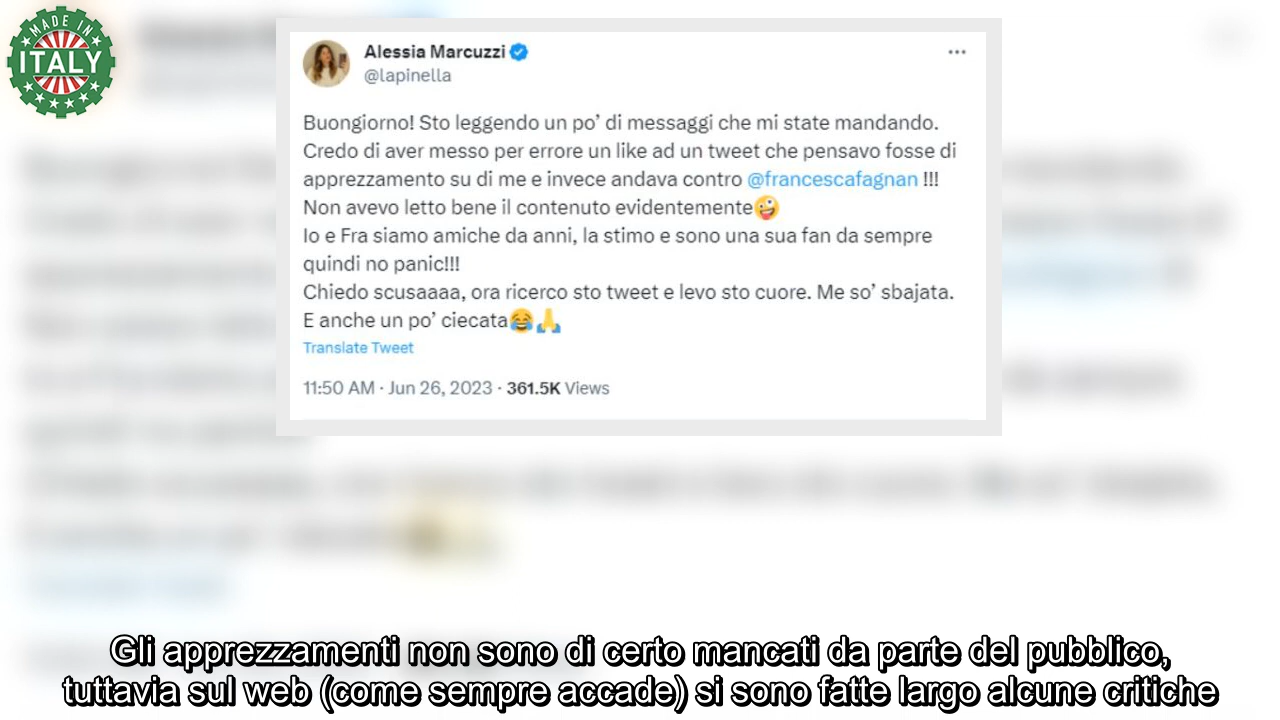 MADE IN
ITALY
Alessia Marcuzzi
@lapinella
Buongiorno! Sto leggendo un po’ di messaggi che mi state mandando.
Credo di aver messo per errore un like ad un tweet che pensavo fosse di
apprezzamento su di me e invece andava contro @francescafagnan !!!
Non avevo letto bene il contenuto evidentemente🤪
Io e Fra siamo amiche da anni, la stimo e sono una sua fan da sempre
quindi no panic!!!
Chiedo scusaaaa, ora ricerco sto tweet e levo sto cuore. Me so’ sbajata.
E anche un po’ ciecata😂🙏
Translate Tweet
11:50 AM · Jun 26, 2023 · 361.5K Views
Gli apprezzamenti non sono di certo mancati da parte del pubblico,
tuttavia sul web (come sempre accade) si sono fatte largo alcune critiche